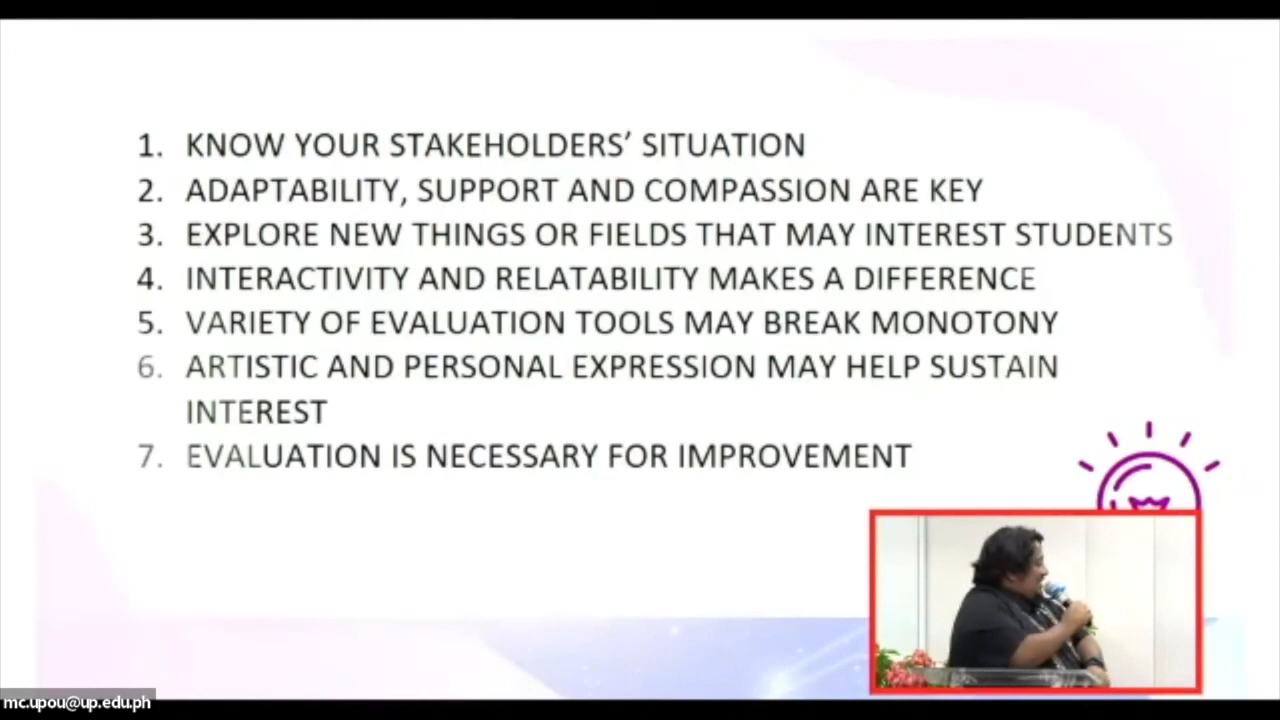 1. KNOW YOUR STAKEHOLDERS' SITUATION
2. ADAPTABILITY, SUPPORT AND COMPASSION ARE KEY
3. EXPLORE NEW THINGS OR FIELDS THAT MAY INTEREST STUDENTS
4. INTERACTIVITY AND RELATABILITY MAKES A DIFFERENCE
5. VARIETY OF EVALUATION TOOLS MAY BREAK MONOTONY
6. ARTISTIC AND PERSONAL EXPRESSION MAY HELP SUSTAIN
INTEREST
7. EVALUATION IS NECESSARY FOR IMPROVEMENT
mc.upou@up.edu.ph